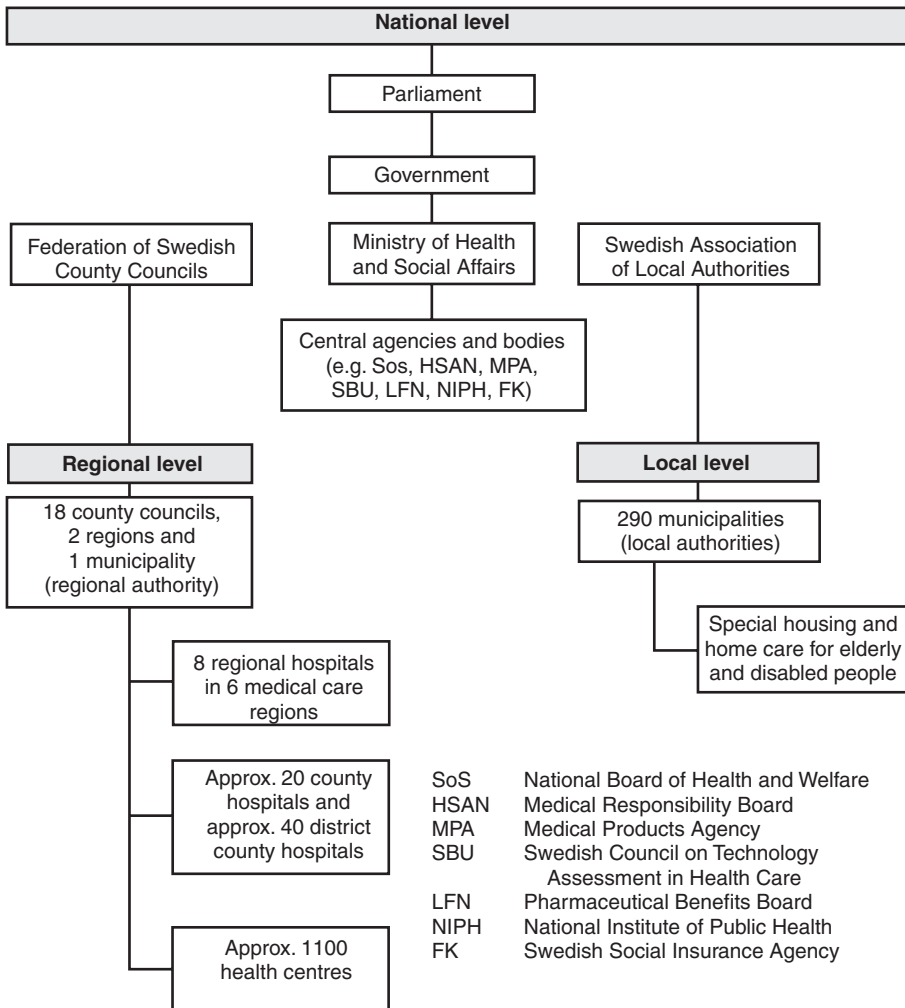 National level
Parliament
Government
Federation of Swedish
County Councils
Ministry of Health
and Social Affairs
Swedish Association
of Local Authorities
Central agencies and bodies
(e.g. Sos, HSAN, MPA,
SBU, LFN, NIPH, FK)
Regional level
18 county councils,
2 regions and
1 municipality
(regional authority)
Local level
290 municipalities
(local authorities)
Special housing and
home care for elderly
and disabled people
8 regional hospitals
in 6 medical care
regions
Approx. 20 county
hospitals and
approx. 40 district
county hospitals
Approx. 1100
health centres
SoS National Board of Health and Welfare
HSAN Medical Responsibility Board
MPA Medical Products Agency
SBU Swedish Council on Technology
Assessment in Health Care
LFN Pharmaceutical Benefits Board
NIPH National Institute of Public Health
FK Swedish Social Insurance Agency